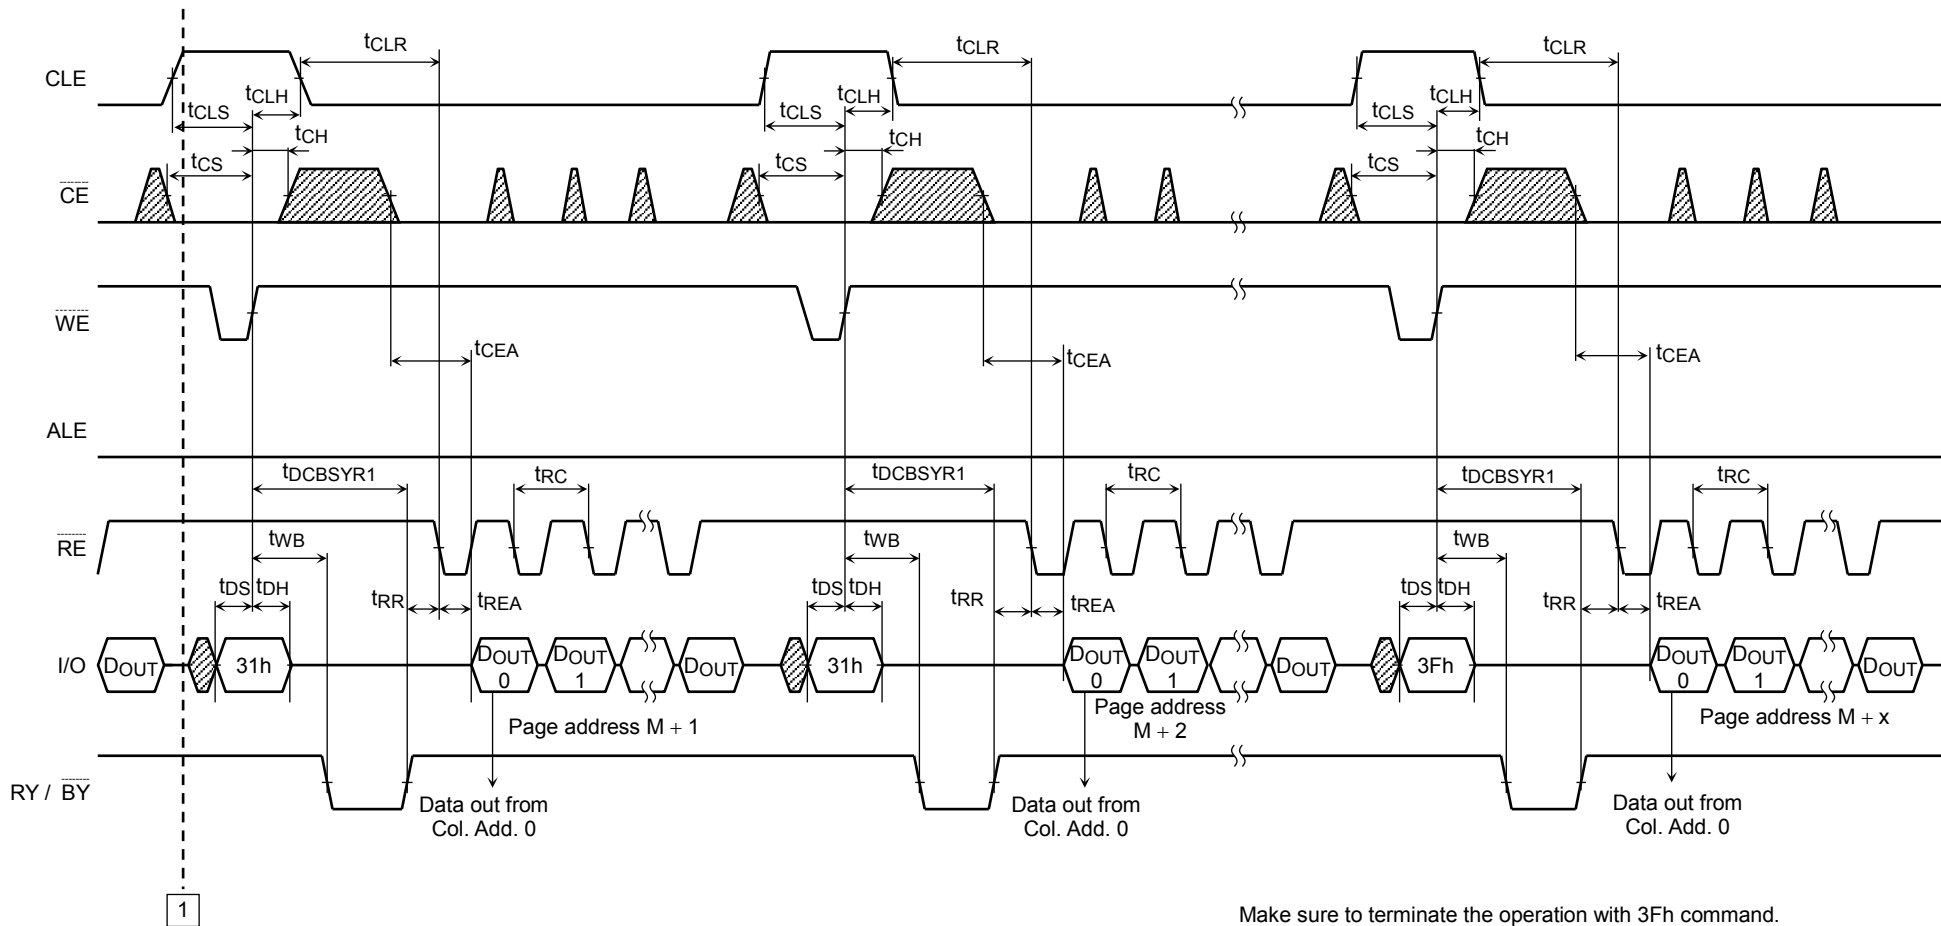 tCLR tCLR tCLR
CLE
tCLH tCLH tCLH
tCLS tCLS tCLS
tCH tCH tCH
tCS tCS tCS
CE
WE
tCEA tCEA tCEA
ALE
tDCBSYR1 tRC tDCBSYR1 tRC tDCBSYR1 tRC
RE
tWB tWB tWB
tDS tDH tRR tREA tDS tDH tRR tREA tDS tDH tRR tREA
I/O DOUT 31h DOUT 0 DOUT 1 DOUT 31h DOUT 0 DOUT 1 DOUT 3Fh DOUT 0 DOUT 1 DOUT
Page address M + 1
Page address
M + 2
Page address M + x
RY / BY
Data out from
Col. Add. 0
Data out from
Col. Add. 0
Data out from
Col. Add. 0
1
Make sure to terminate the operation with 3Fh command.